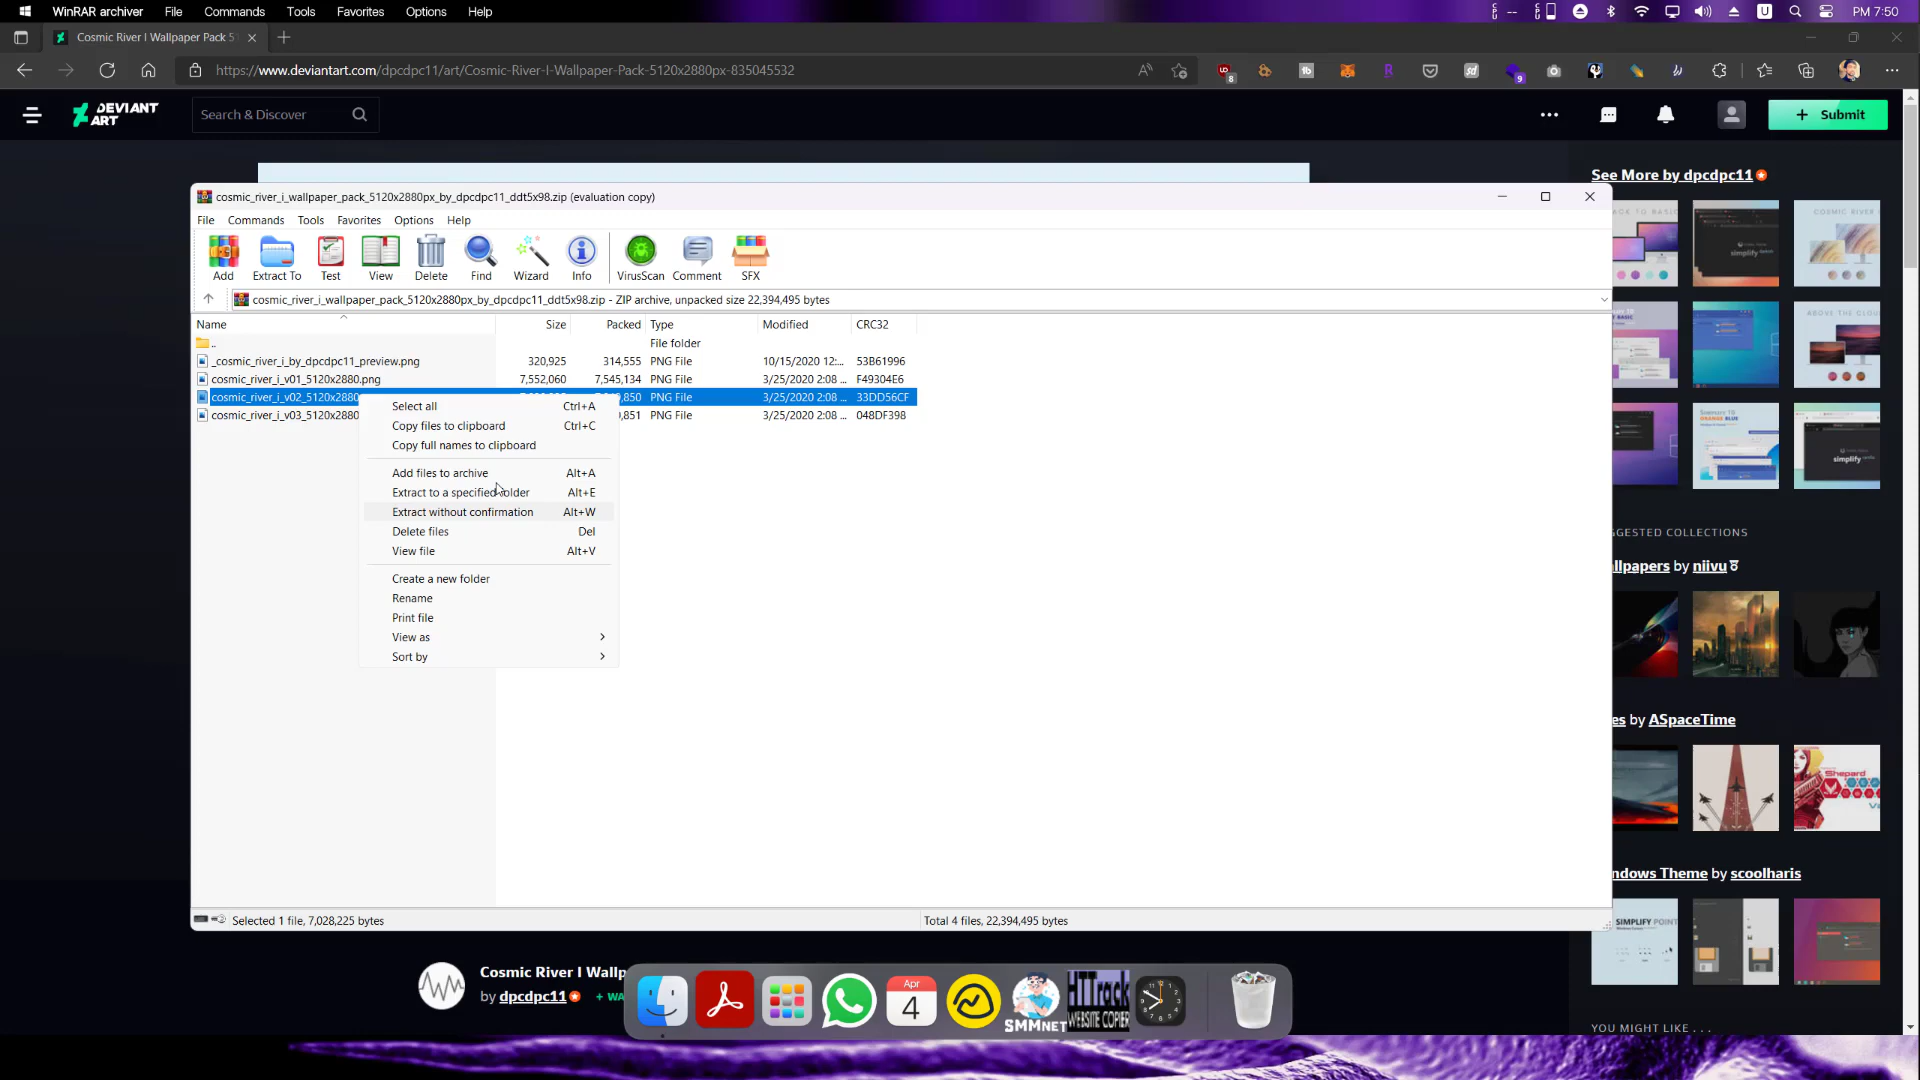 WinRAR archiver File Commands Tools Favorites Options Help
U PM 7:50
Cosmic River I Wallpaper Pack 5
https://www.deviantart.com/dpcdpc11/art/Cosmic-River-I-Wallpaper-Pack-5120x2880px-835045532
DEVIANT ART
Search & Discover
Submit
cosmic_river_i_wallpaper_pack_5120x2880px_by_dpcdpc11_ddt5x98.zip (evaluation copy)
File Commands Tools Favorites Options Help
Add Extract To Test View Delete Find Wizard Info VirusScan Comment SFX
cosmic_river_i_wallpaper_pack_5120x2880px_by_dpcdpc11_ddt5x98.zip - ZIP archive, unpacked size 22,394,495 bytes
Name Size Packed Type Modified CRC32
.. File folder
_cosmic_river_i_by_dpcdpc11_preview.png 320,925 314,555 PNG File 10/15/2020 12:... 53B61996
cosmic_river_i_v01_5120x2880.png 7,552,060 7,545,134 PNG File 3/25/2020 2:08 ... F49304E6
cosmic_river_i_v02_5120x2880 850 PNG File 3/25/2020 2:08 ... 33DD56CF
cosmic_river_i_v03_5120x2880 851 PNG File 3/25/2020 2:08 ... 048DF398
Select all Ctrl+A
Copy files to clipboard Ctrl+C
Copy full names to clipboard
Add files to archive Alt+A
Extract to a specified folder Alt+E
Extract without confirmation Alt+W
Delete files Del
View file Alt+V
Create a new folder
Rename
Print file
View as
Sort by
Selected 1 file, 7,028,225 bytes
Total 4 files, 22,394,495 bytes
See More by dpcdpc11
GESTED COLLECTIONS
llpapers by niivu
es by ASpaceTime
ndows Theme by scoolharis
SIMPLIFY POINT
YOU MIGHT LIKE . . .
Cosmic River I Wallp
by dpcdpc11 + WA
Apr
4
SMMNET
HTTrack
WEBSITE COPIER